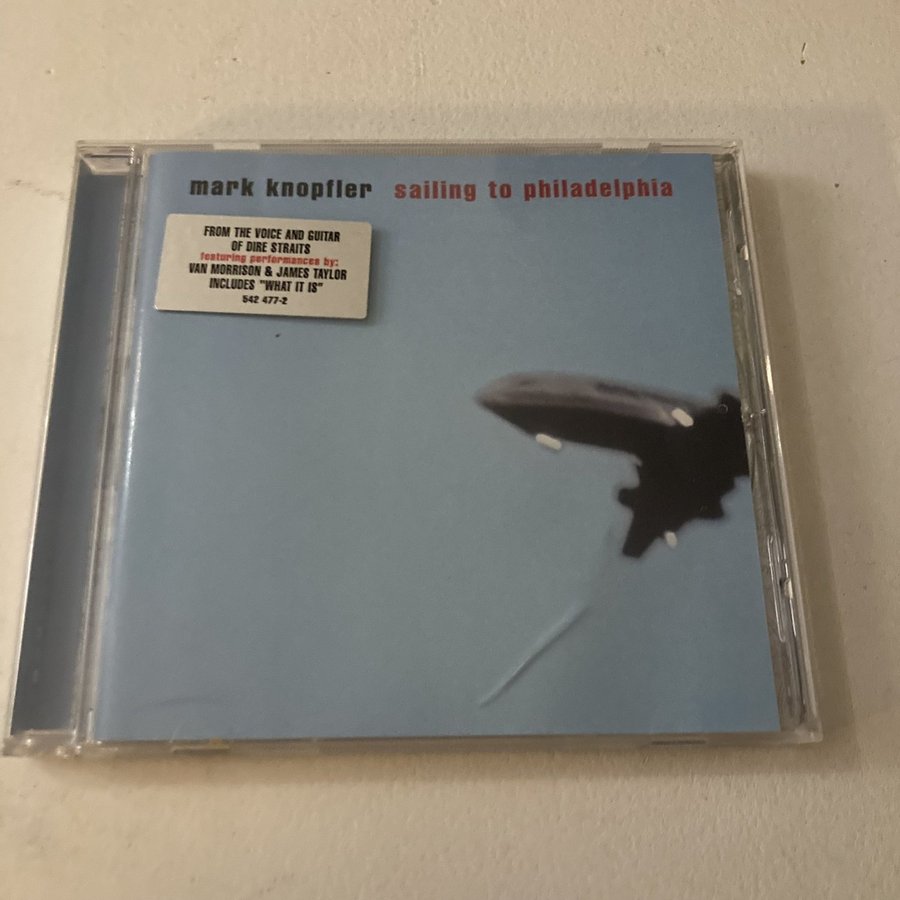 mark knopfler sailing to philadelphia
FROM THE VOICE AND GUITAR
OF DIRE STRAITS
featuring performances by:
VAN MORRISON & JAMES TAYLOR
INCLUDES "WHAT IT IS"
542 477-2